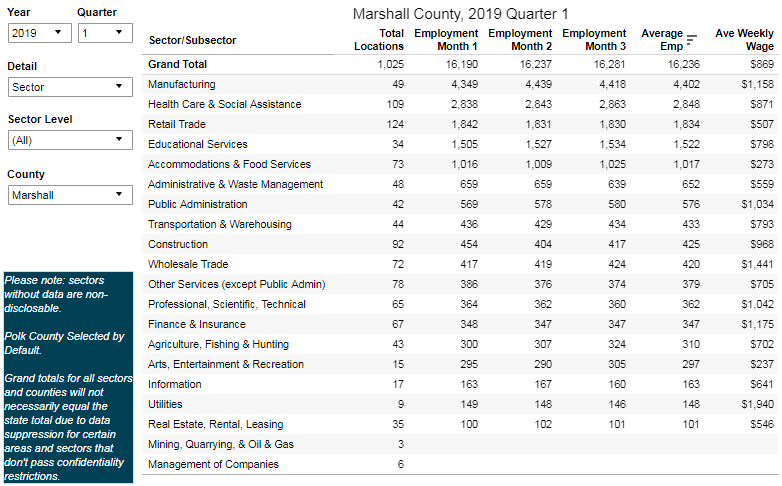 Year Quarter
2019 1
Detail
Sector
Sector Level
(All)
County
Marshall
Please note: sectors
without data are non-
disclosable.
Polk County Selected by
Default.
Grand totals for all sectors
and counties will not
necessarily equal the
state total due to data
suppression for certain
areas and sectors that
don't pass confidentiality
restrictions.
Marshall County, 2019 Quarter 1
Sector/Subsector Total Locations Employment Month 1 Employment Month 2 Employment Month 3 Average Emp Ave Weekly Wage
Grand Total 1,025 16,190 16,237 16,281 16,236 $869
Manufacturing 49 4,349 4,439 4,418 4,402 $1,158
Health Care & Social Assistance 109 2,838 2,843 2,863 2,848 $871
Retail Trade 124 1,842 1,831 1,830 1,834 $507
Educational Services 34 1,505 1,527 1,534 1,522 $798
Accommodations & Food Services 73 1,016 1,009 1,025 1,017 $273
Administrative & Waste Management 48 659 659 639 652 $559
Public Administration 42 569 578 580 576 $1,034
Transportation & Warehousing 44 436 429 434 433 $793
Construction 92 454 404 417 425 $968
Wholesale Trade 72 417 419 424 420 $1,441
Other Services (except Public Admin) 78 386 376 374 379 $705
Professional, Scientific, Technical 65 364 362 360 362 $1,042
Finance & Insurance 67 348 347 347 347 $1,175
Agriculture, Fishing & Hunting 43 300 307 324 310 $702
Arts, Entertainment & Recreation 15 295 290 305 297 $237
Information 17 163 167 160 163 $641
Utilities 9 149 148 146 148 $1,940
Real Estate, Rental, Leasing 35 100 102 101 101 $546
Mining, Quarrying, & Oil & Gas 3
Management of Companies 6